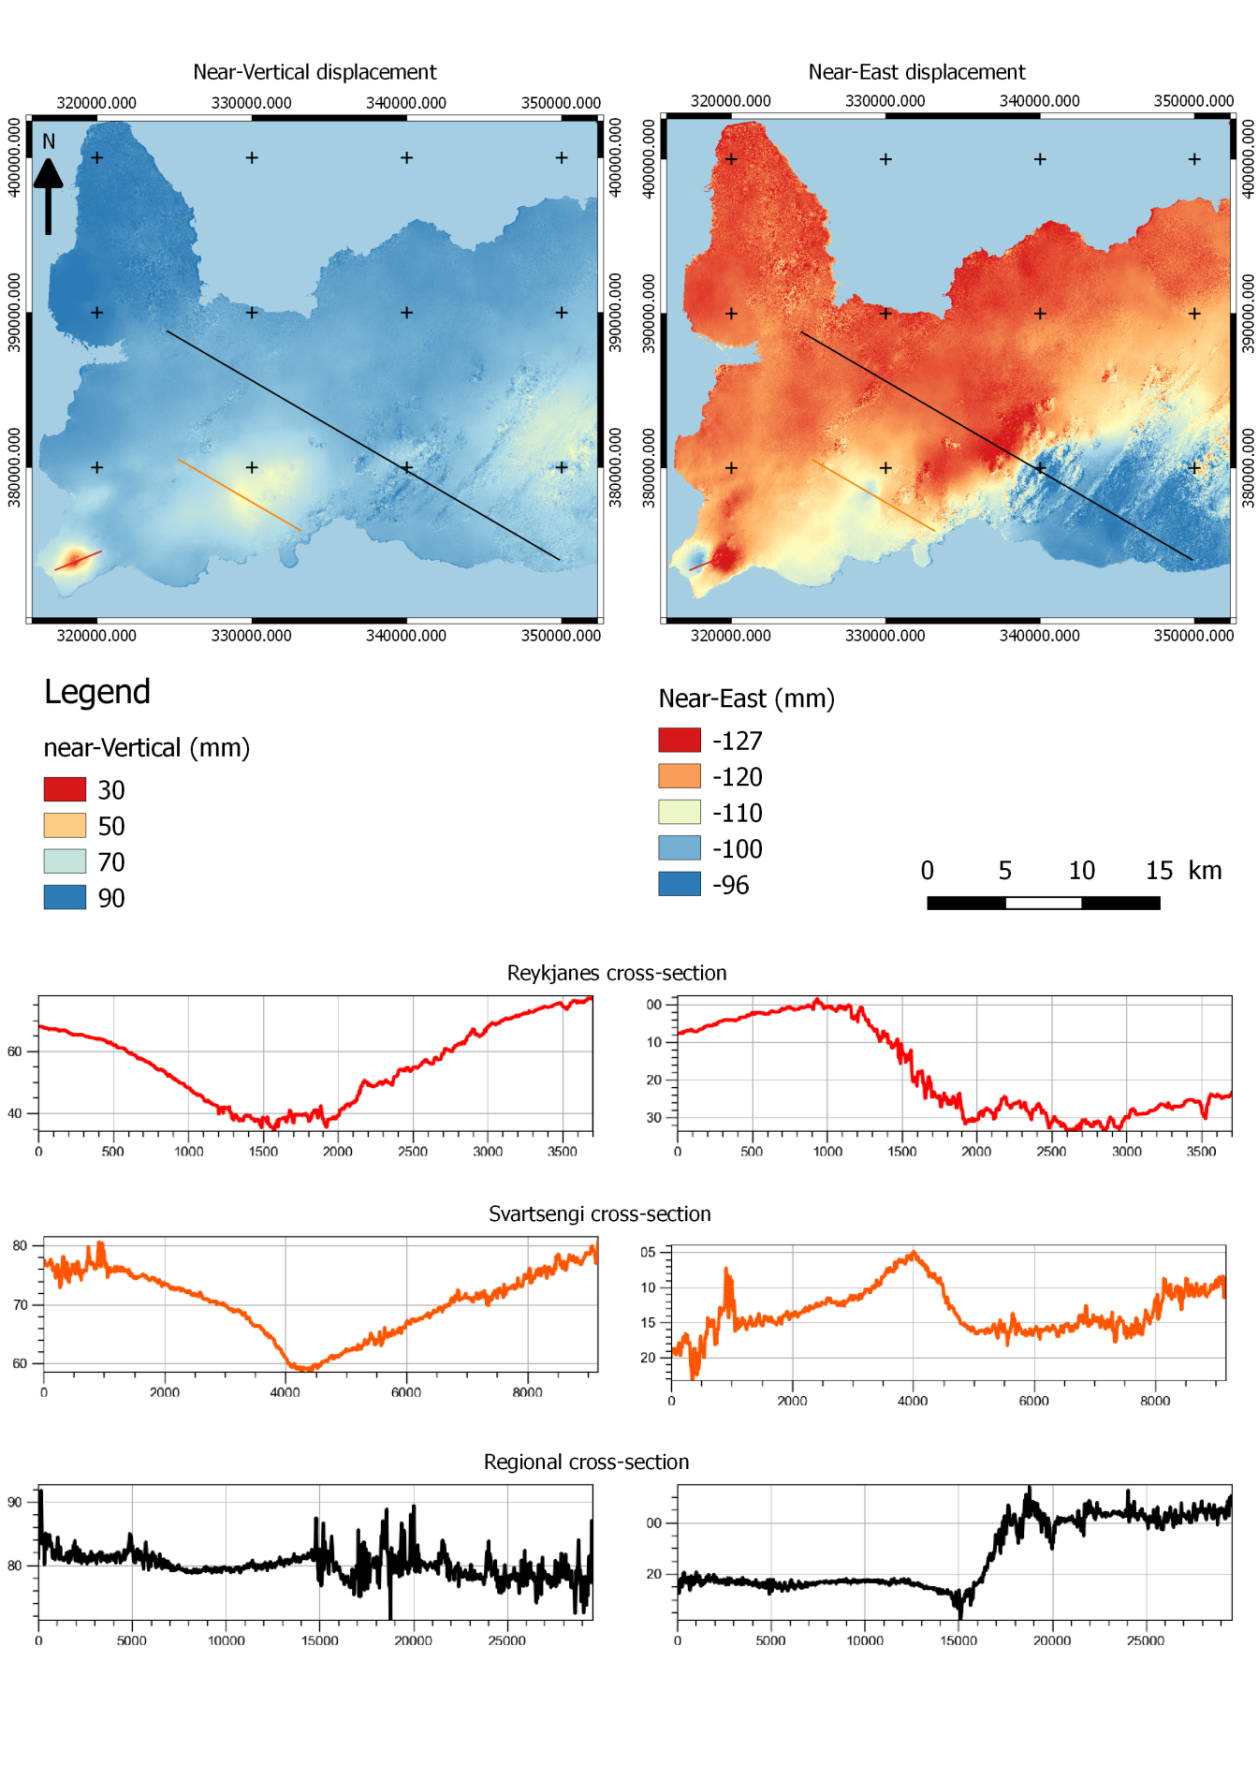 Near-Vertical displacement
Near-East displacement
320000.000 330000.000 340000.000 350000.000
320000.000 330000.000 340000.000 350000.000
N
400000.000 400000.000 400000.000 400000.000
390000.000 390000.000 390000.000 390000.000
380000.000 380000.000 380000.000 380000.000
320000.000 330000.000 340000.000 350000.000
320000.000 330000.000 340000.000 350000.000
Legend
near-Vertical (mm)
30
50
70
90
Near-East (mm)
-127
-120
-110
-100
-96
0 5 10 15 km
Reykjanes cross-section
60
40
0 500 1000 1500 2000 2500 3000 3500
00
10
20
30
0 500 1000 1500 2000 2500 3000 3500
Svartsengi cross-section
80
70
60
0 2000 4000 6000 8000
05
10
15
20
0 2000 4000 6000 8000
Regional cross-section
90
80
0 5000 10000 15000 20000 25000
00
20
0 5000 10000 15000 20000 25000